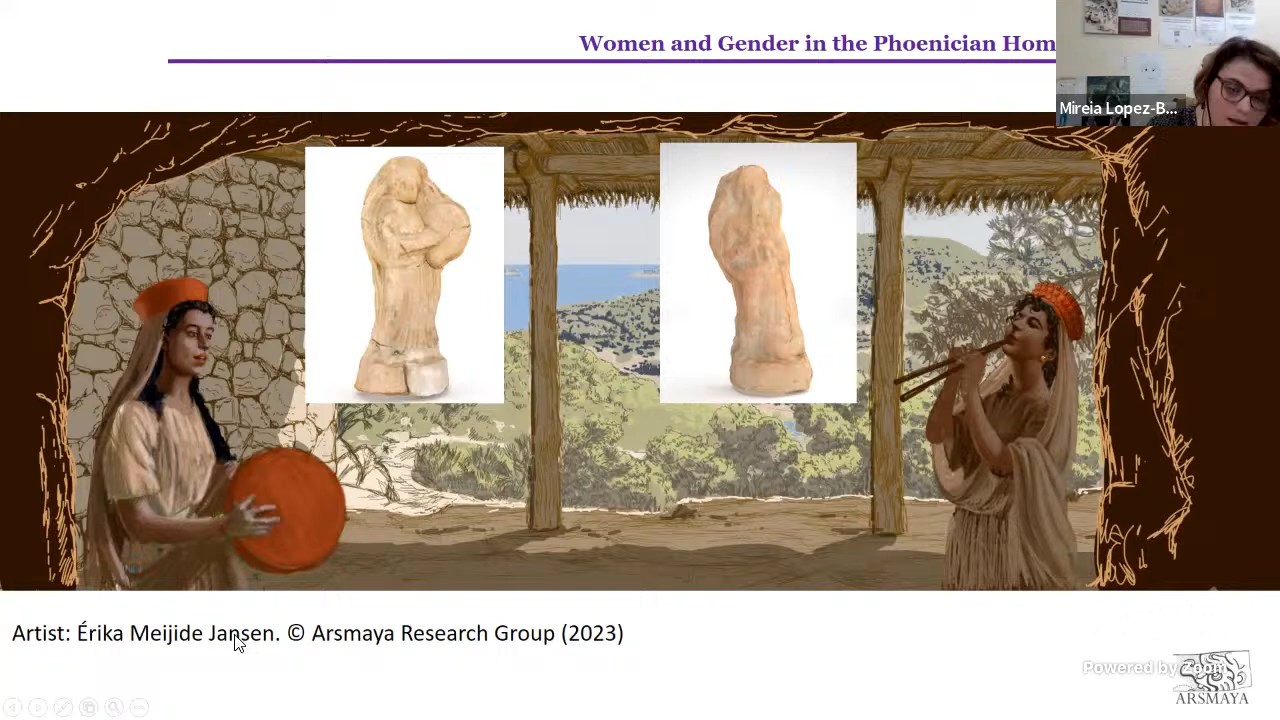 Women and Gender in the Phoenician Hom
Mireia Lopez-B...
Artist: Érika Meijide Jansen. © Arsmaya Research Group (2023)
Powered by Zoom
ARSMAYA